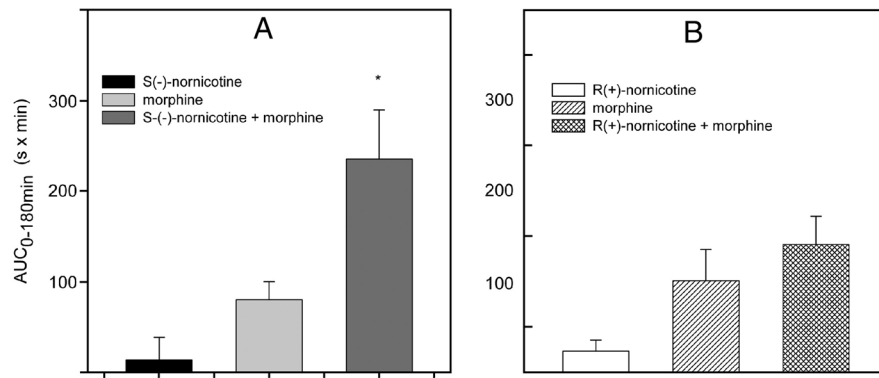 A
S(-)-nornicotine
morphine
S-(-)-nornicotine + morphine
*
300
200
100
AUC0-180min (s x min)
B
R(+)-nornicotine
morphine
R(+)-nornicotine + morphine
300
200
100